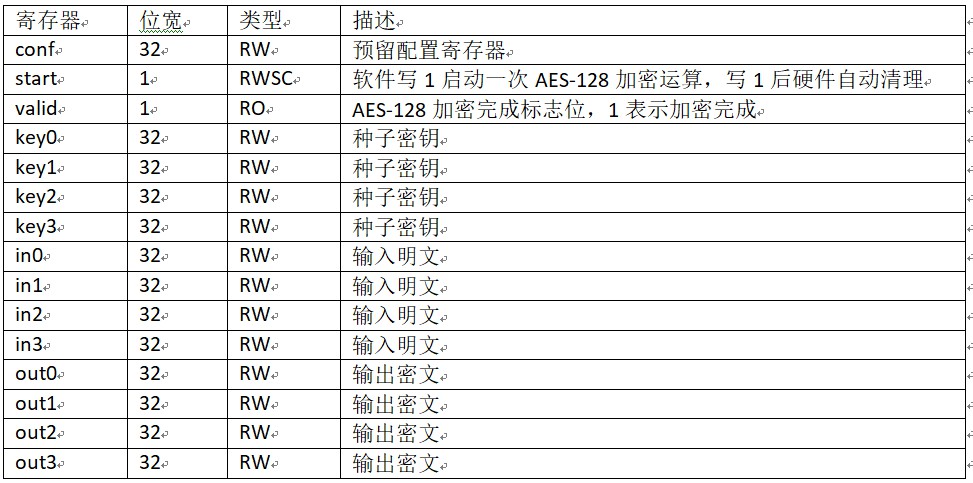 寄存器 位宽 类型 描述
conf 32 RW 预留配置寄存器
start 1 RWSC 软件写 1 启动一次 AES-128 加密运算，写 1 后硬件自动清理
valid 1 RO AES-128 加密完成标志位，1 表示加密完成
key0 32 RW 种子密钥
key1 32 RW 种子密钥
key2 32 RW 种子密钥
key3 32 RW 种子密钥
in0 32 RW 输入明文
in1 32 RW 输入明文
in2 32 RW 输入明文
in3 32 RW 输入明文
out0 32 RW 输出密文
out1 32 RW 输出密文
out2 32 RW 输出密文
out3 32 RW 输出密文